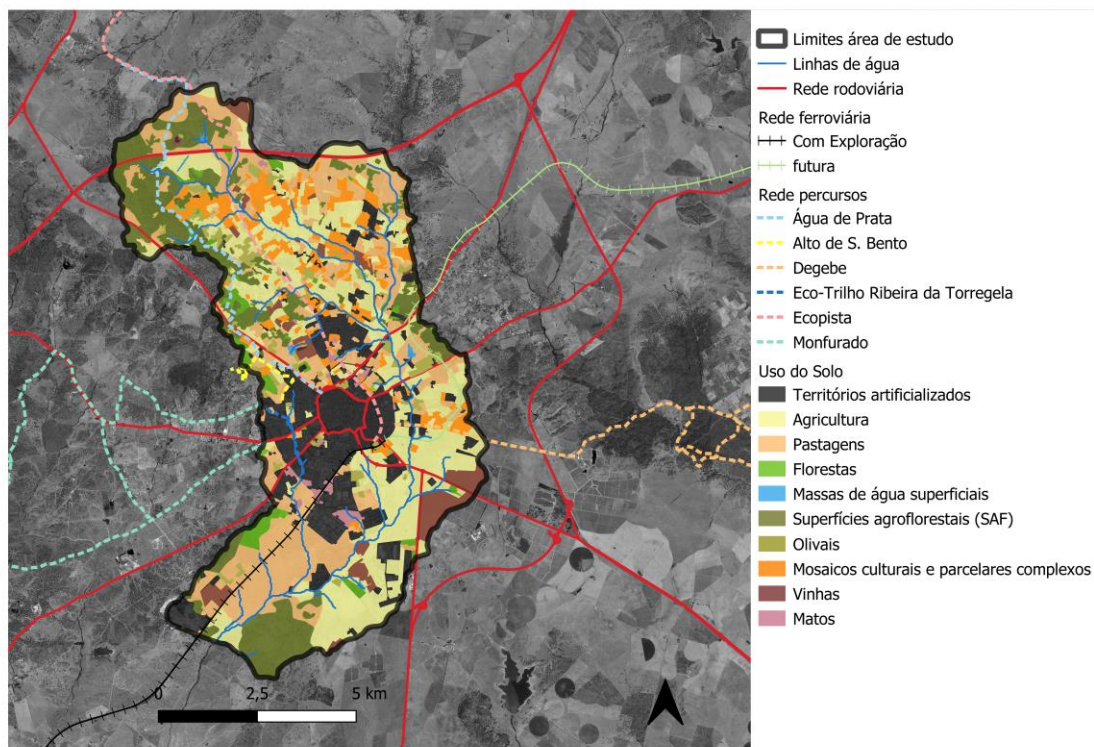 Limites área de estudo
Linhas de água
Rede rodoviária
Rede ferroviária
Com Exploração
futura
Rede percursos
Água de Prata
Alto de S. Bento
Degebe
Eco-Trilho Ribeira da Torregela
Ecopista
Monfurado
Uso do Solo
Territórios artificializados
Agricultura
Pastagens
Florestas
Massas de água superficiais
Superfícies agroflorestais (SAF)
Olivais
Mosaicos culturais e parcelares complexos
Vinhas
Matos
0 2,5 5 km